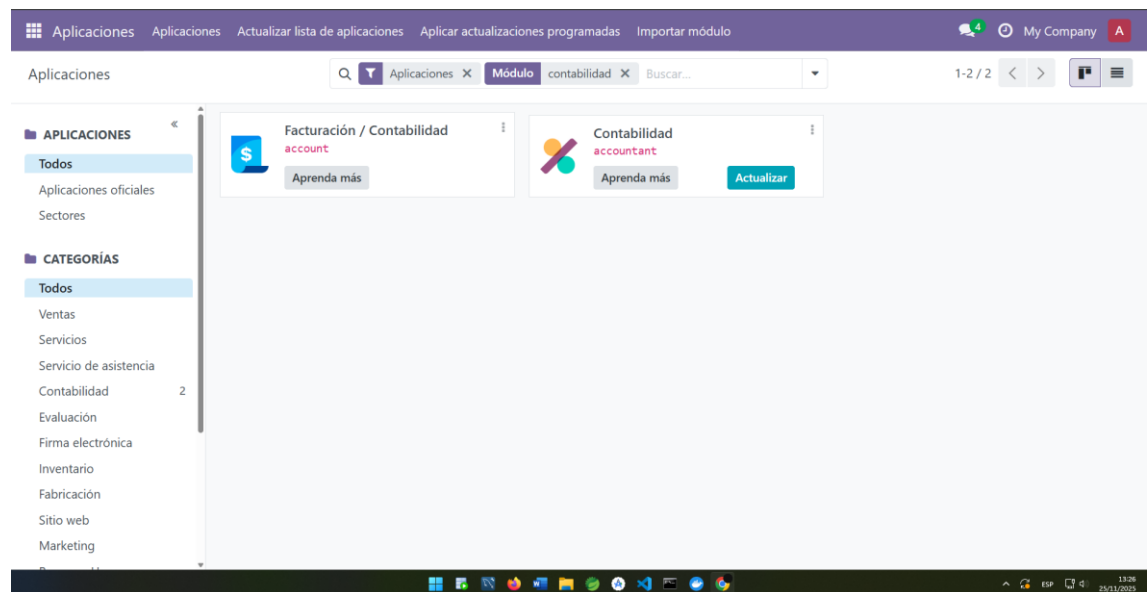 Aplicaciones Aplicaciones Actualizar lista de aplicaciones Aplicar actualizaciones programadas Importar módulo 4 My Company A
Aplicaciones Aplicaciones Módulo contabilidad Buscar... 1-2 / 2
APLICACIONES
Todos
Aplicaciones oficiales
Sectores
CATEGORÍAS
Todos
Ventas
Servicios
Servicio de asistencia
Contabilidad 2
Evaluación
Firma electrónica
Inventario
Fabricación
Sitio web
Marketing
Facturación / Contabilidad
account
Aprenda más
Contabilidad
accountant
Aprenda más Actualizar
ESP 13:26
25/11/2025